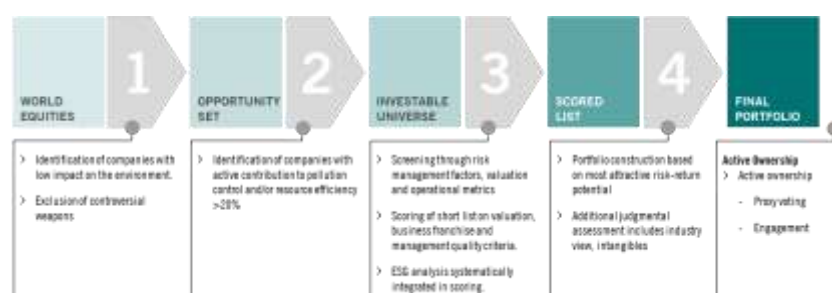 WORLD
EQUITIES
1
OPPORTUNITY
SET
2
INVESTABLE
UNIVERSE
3
SCORED
LIST
4
FINAL
PORTFOLIO
> Identification of companies with
low impact on the environment.
> Exclusion of controversial
weapons
> Identification of companies with
active contribution to pollution
control and/or resource efficiency
>20%
> Screening through risk
management factors, valuation
and operational metrics
> Scoring of short list on valuation,
business franchise and
management quality criteria.
> ESG analysis systematically
integrated in scoring.
> Portfolio construction based
on most attractive risk-return
potential
> Additional judgmental
assessment includes industry
view, intangibles
Active Ownership
> Active ownership
- Proxy voting
- Engagement